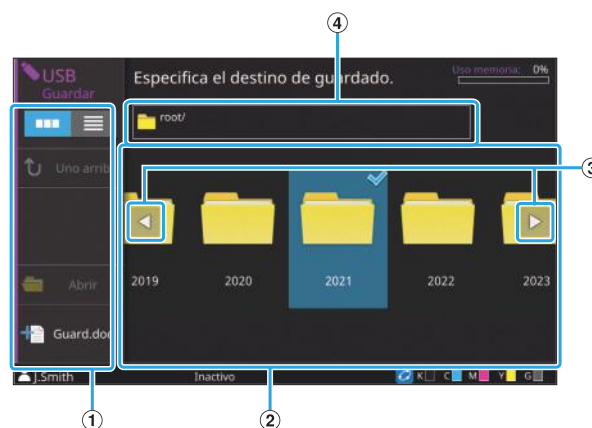 ④
USB
Guardar
Especifica el destino de guardado.
Uso memoria: 0%
root/
Uno arrib
③
2019 2020 2021 2022 2023
Abrir
Guard.doc
J.Smith Inactivo K C M Y G
① ②